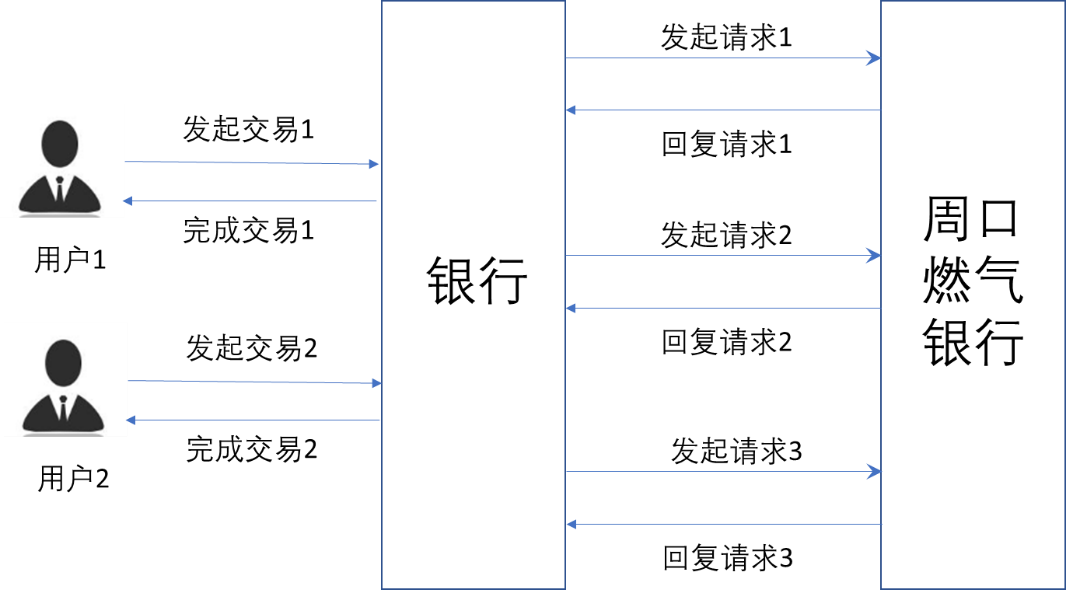 发起交易1
完成交易1
用户1
发起交易2
完成交易2
用户2
银行
发起请求1
回复请求1
发起请求2
回复请求2
发起请求3
回复请求3
周口
燃气
银行